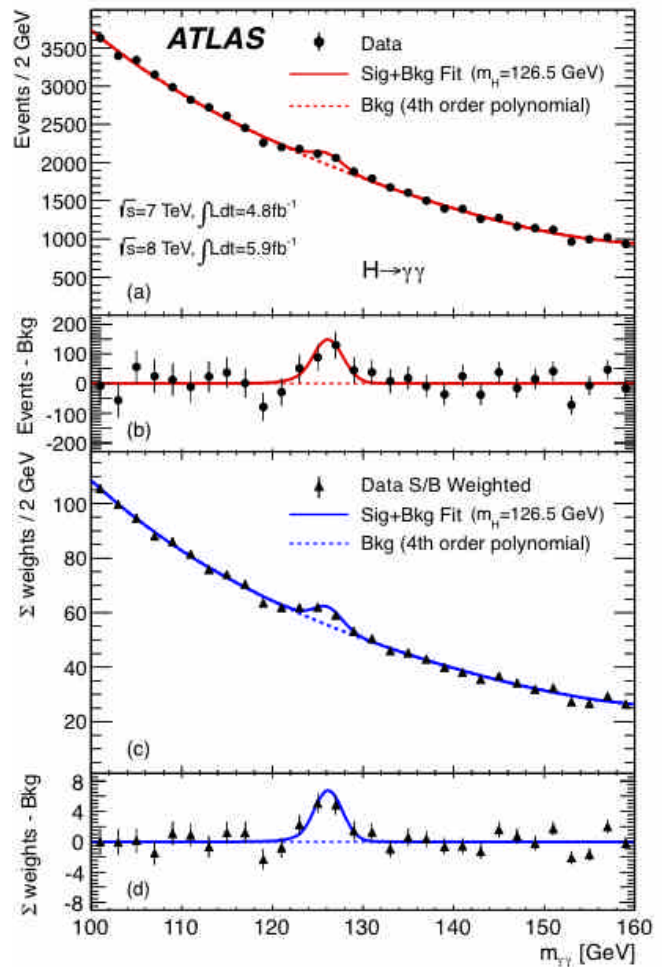 ATLAS
Data
Sig+Bkg Fit (m_H=126.5 GeV)
Bkg (4th order polynomial)
Events / 2 GeV
3500
3000
2500
2000
1500
1000
500
√s=7 TeV, ∫Ldt=4.8fb⁻¹
√s=8 TeV, ∫Ldt=5.9fb⁻¹
H→γγ
(a)
Events - Bkg
200
100
0
-100
-200
(b)
Σ weights / 2 GeV
100
80
60
40
20
Data S/B Weighted
Sig+Bkg Fit (m_H=126.5 GeV)
Bkg (4th order polynomial)
(c)
Σ weights - Bkg
8
4
0
-4
-8
(d)
100 110 120 130 140 150 160
m_γγ [GeV]